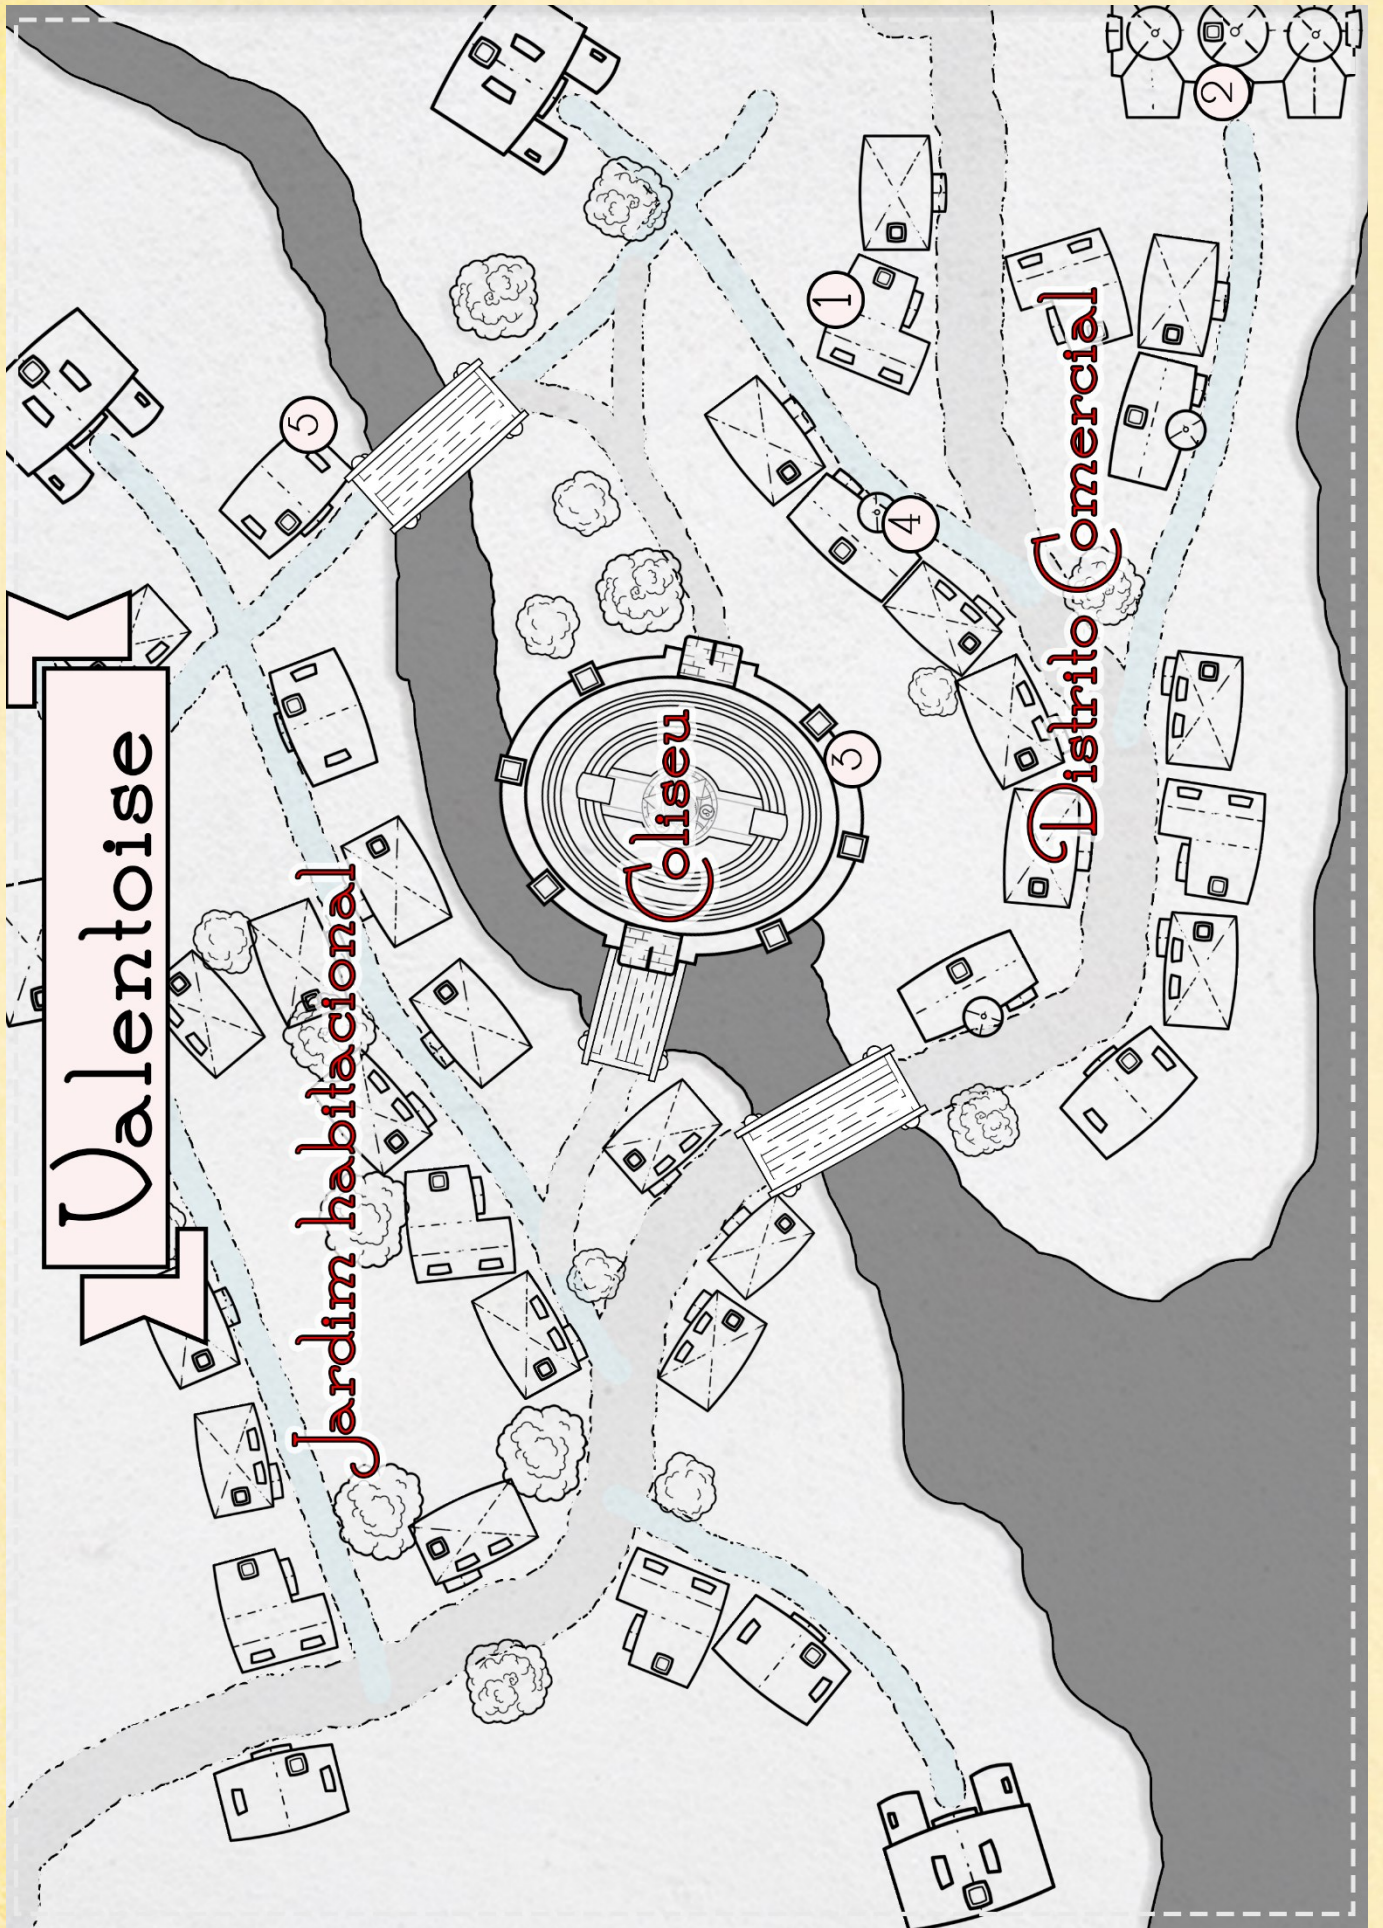 Valentoise
Jardim habitacional
5
Coliseu
3
1
4
Distrito Comercial
2